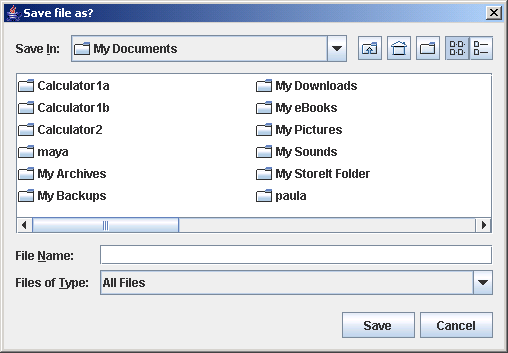 Save file as?
Save In: My Documents
Calculator1a
Calculator1b
Calculator2
maya
My Archives
My Backups
My Downloads
My eBooks
My Pictures
My Sounds
My StoreIt Folder
paula
File Name:
Files of Type: All Files
Save Cancel